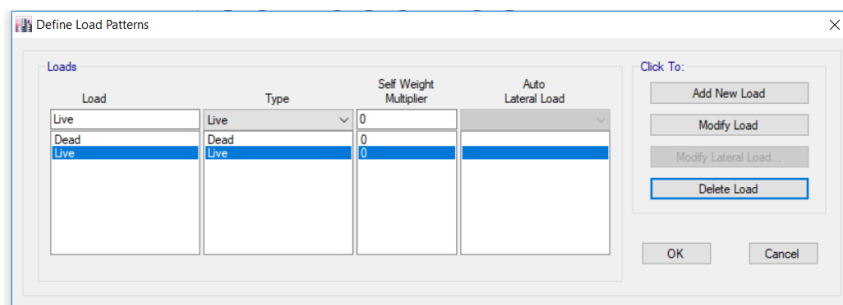 Define Load Patterns
Loads
Click To:
Load
Type
Self Weight
Multiplier
Auto
Lateral Load
Live
Live
0
Dead
Dead
0
Live
Live
0
Add New Load
Modify Load
Modify Lateral Load...
Delete Load
OK
Cancel